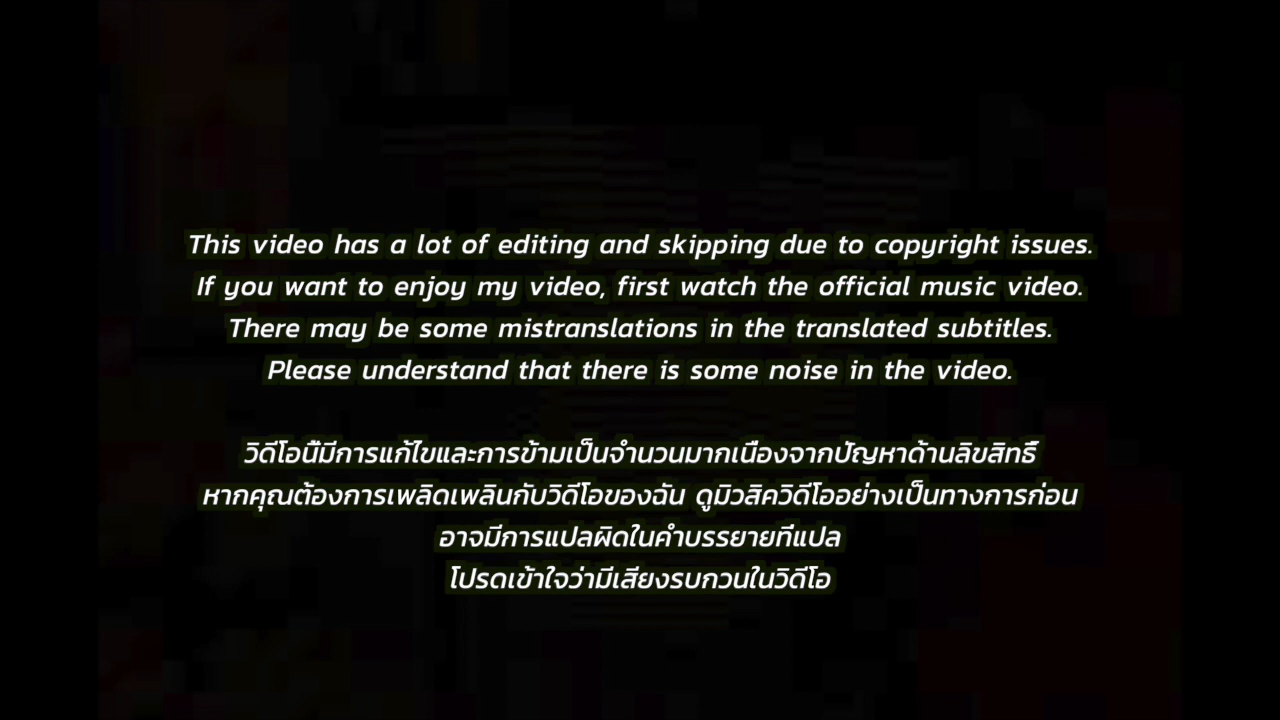 This video has a lot of editing and skipping due to copyright issues.
If you want to enjoy my video, first watch the official music video.
There may be some mistranslations in the translated subtitles.
Please understand that there is some noise in the video.
วิดีโอนี้มีการแก้ไขและการข้ามเป็นจำนวนมากเนื่องจากปัญหาด้านลิขสิทธิ์
หากคุณต้องการเพลิดเพลินกับวิดีโอของฉัน ดูมิวสิควิดีโออย่างเป็นทางการก่อน
อาจมีการแปลผิดในคำบรรยายที่แปล
โปรดเข้าใจว่ามีเสียงรบกวนในวิดีโอ